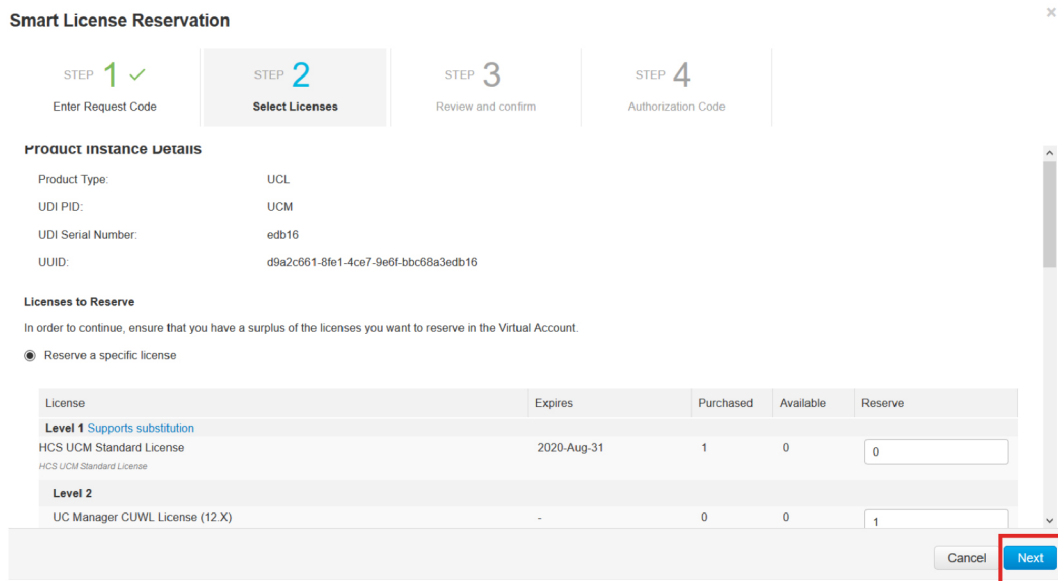 Smart License Reservation
×
STEP 1 ✓
Enter Request Code
STEP 2
Select Licenses
STEP 3
Review and confirm
STEP 4
Authorization Code
Product Instance Details
Product Type: UCL
UDI PID: UCM
UDI Serial Number: edb16
UUID: d9a2c661-8fe1-4ce7-9e6f-bbc68a3edb16
Licenses to Reserve
In order to continue, ensure that you have a surplus of the licenses you want to reserve in the Virtual Account.
Reserve a specific license
License Expires Purchased Available Reserve
Level 1 Supports substitution
HCS UCM Standard License 2020-Aug-31 1 0 0
HCS UCM Standard License
Level 2
UC Manager CUWL License (12.X) - 0 0 1
Cancel Next